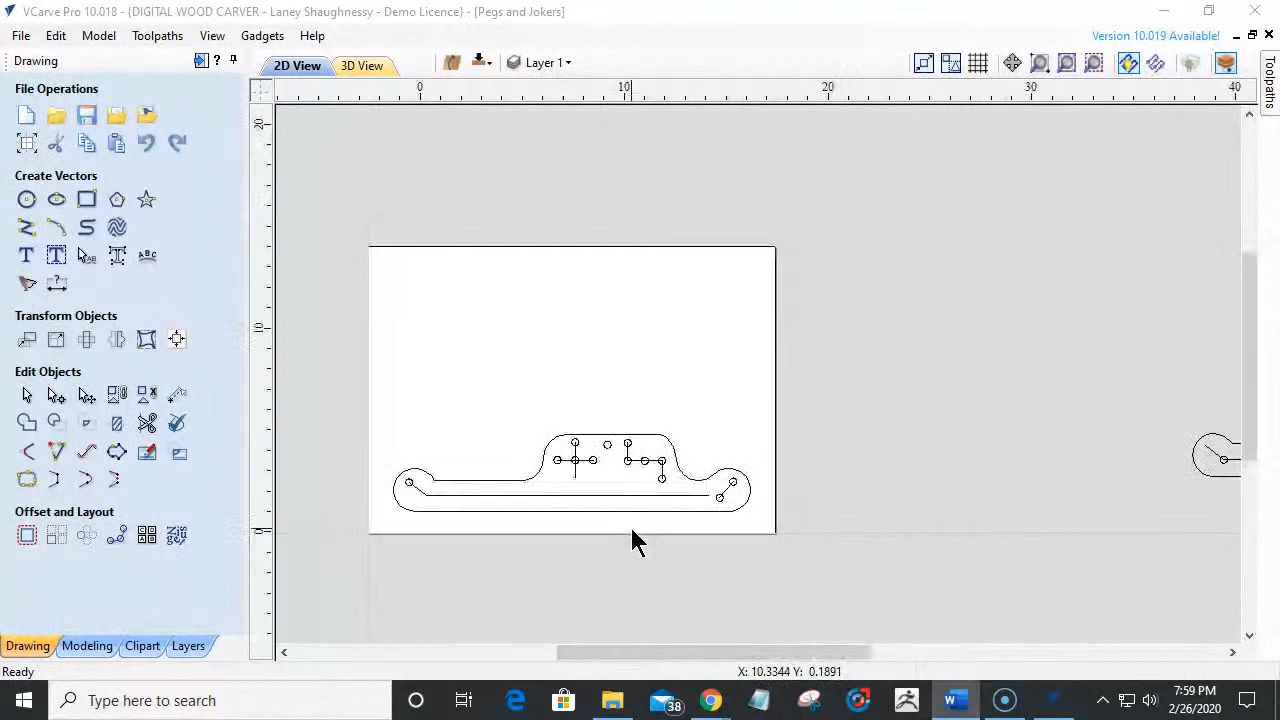 VCarve Pro 10.018 - {DIGITAL WOOD CARVER - Laney Shaughnessy - Demo Licence} - [Pegs and Jokers]
File Edit Model Toolpaths View Gadgets Help
Version 10.019 Available!
Drawing
2D View
3D View
Layer 1
Toolpaths
File Operations
0 10 20 30 40
20
10
0
Create Vectors
Transform Objects
Edit Objects
Offset and Layout
Drawing Modeling Clipart Layers
Ready
X: 10.3344 Y: 0.1891
Type here to search
38
7:59 PM
2/26/2020